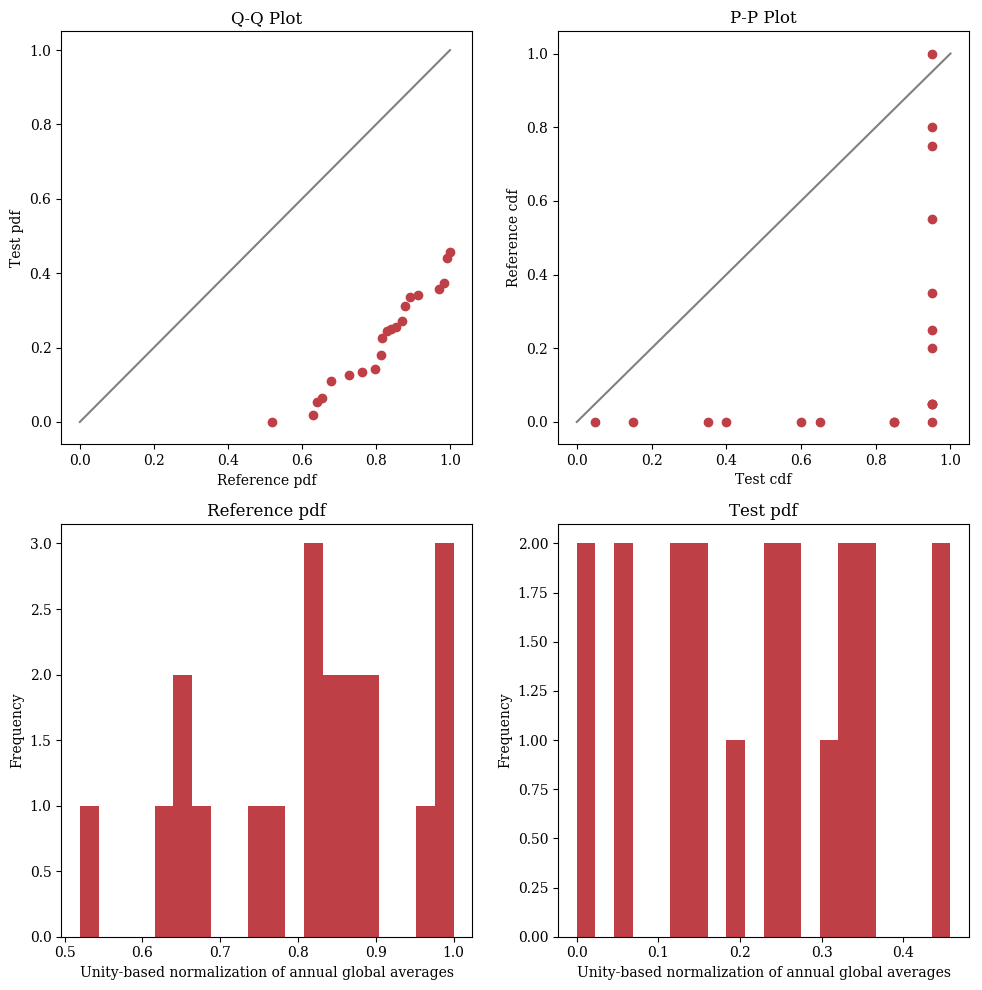 Q-Q Plot
1.0
0.8
0.6
0.4
0.2
0.0
Test pdf
0.0 0.2 0.4 0.6 0.8 1.0
Reference pdf
P-P Plot
1.0
0.8
0.6
0.4
0.2
0.0
Reference cdf
0.0 0.2 0.4 0.6 0.8 1.0
Test cdf
Reference pdf
3.0
2.5
2.0
1.5
1.0
0.5
0.0
Frequency
0.5 0.6 0.7 0.8 0.9 1.0
Unity-based normalization of annual global averages
Test pdf
2.00
1.75
1.50
1.25
1.00
0.75
0.50
0.25
0.00
Frequency
0.0 0.1 0.2 0.3 0.4
Unity-based normalization of annual global averages